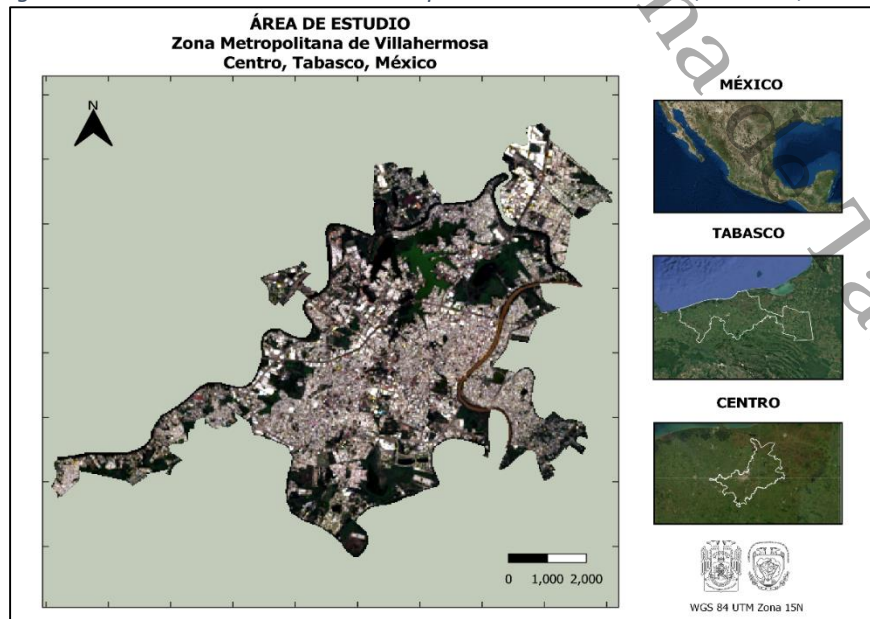 ÁREA DE ESTUDIO
Zona Metropolitana de Villahermosa
Centro, Tabasco, México
N
0 1,000 2,000
MÉXICO
TABASCO
CENTRO
WGS 84 UTM Zona 15N